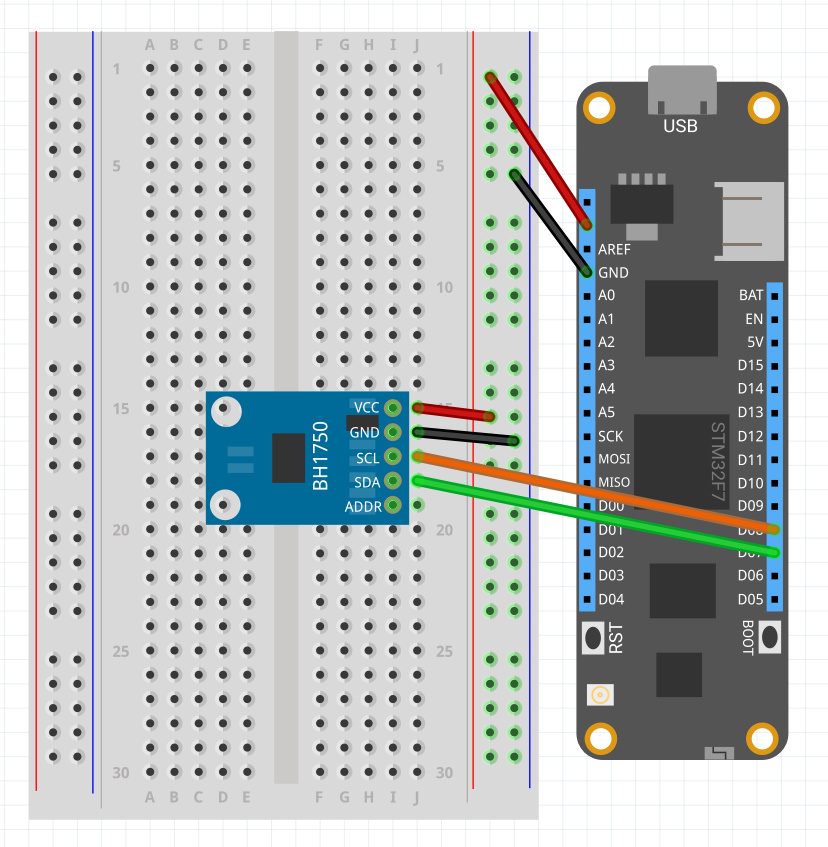 A B C D E F G H I J
1 1
5 5
10 10
15 15
20 20
25 25
30 30
A B C D E F G H I J
BH1750
VCC
GND
SCL
SDA
ADDR
USB
AREF
GND
A0
A1
A2
A3
A4
A5
SCK
MOSI
MISO
D00
D01
D02
D03
D04
STM32F7
BAT
EN
5V
D15
D14
D13
D12
D11
D10
D09
D08
D07
D06
D05
RST
BOOT